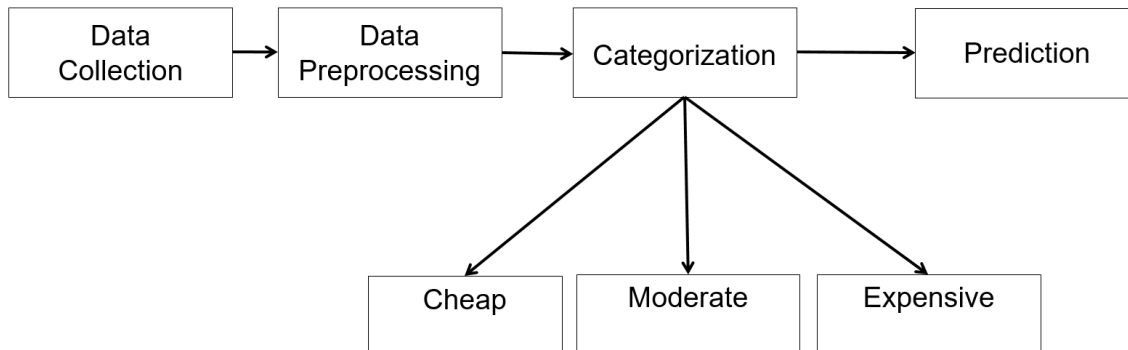 Data
Collection
Data
Preprocessing
Categorization
Prediction
Cheap
Moderate
Expensive